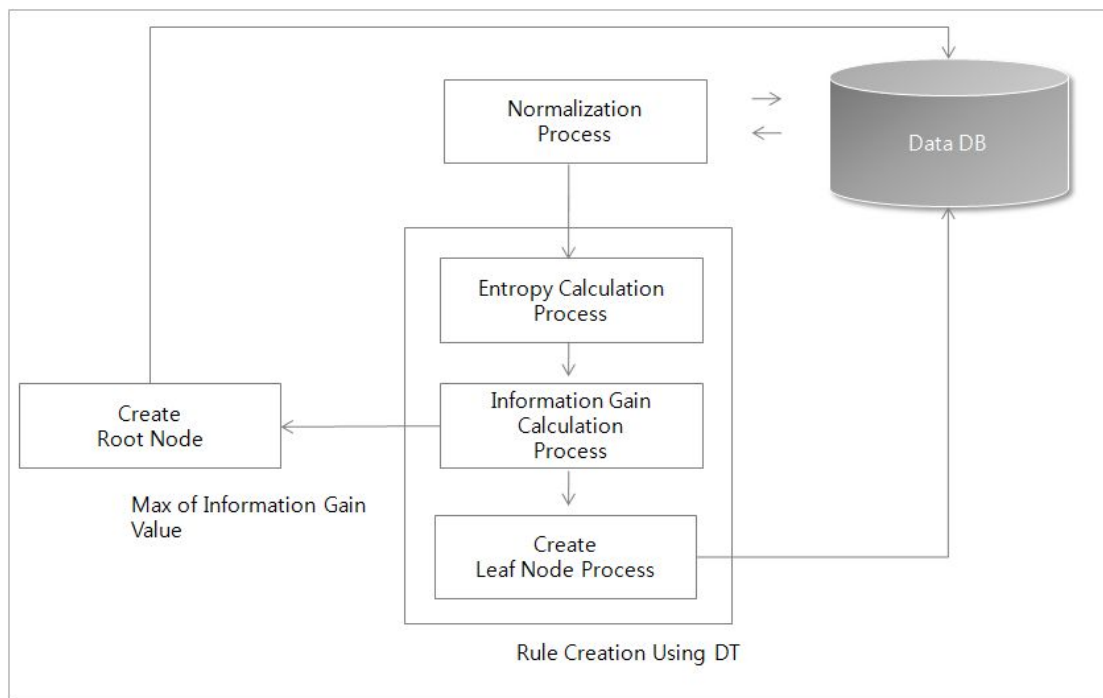 Normalization
Process
Data DB
Entropy Calculation
Process
Create
Root Node
Information Gain
Calculation
Process
Max of Information Gain
Value
Create
Leaf Node Process
Rule Creation Using DT